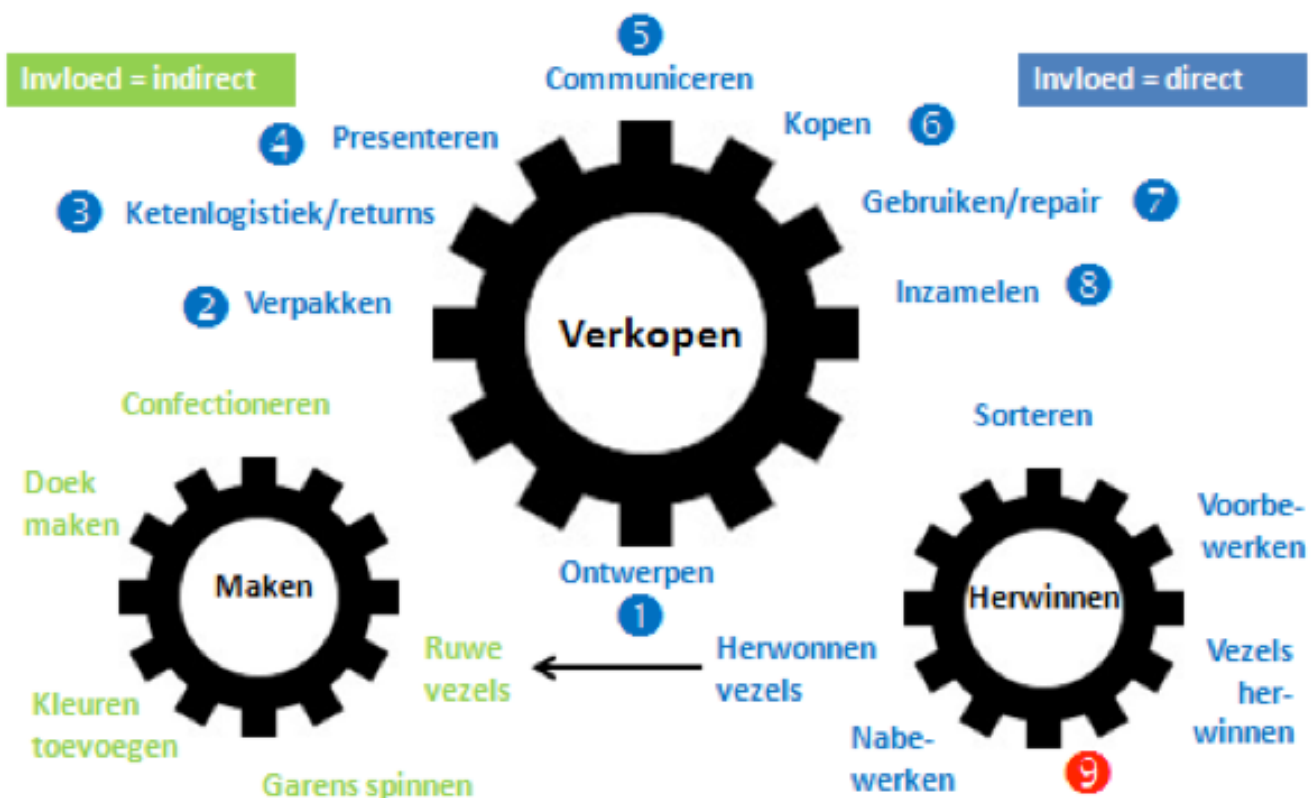 5
Invloed = indirect
Communiceren
Invloed = direct
4 Presenteren
Kopen 6
3 Ketenlogistiek/returns
Gebruiken/repair 7
2 Verpakken
Inzamelen 8
Verkopen
Confectioneren
Sorteren
Doek
maken
Voorbe-
werken
Maken
Ontwerpen
1
Herwinnen
Ruwe
vezels
Herwonnen
vezels
Vezels
her-
winnen
Kleuren
toevoegen
Nabe-
werken
9
Garens spinnen